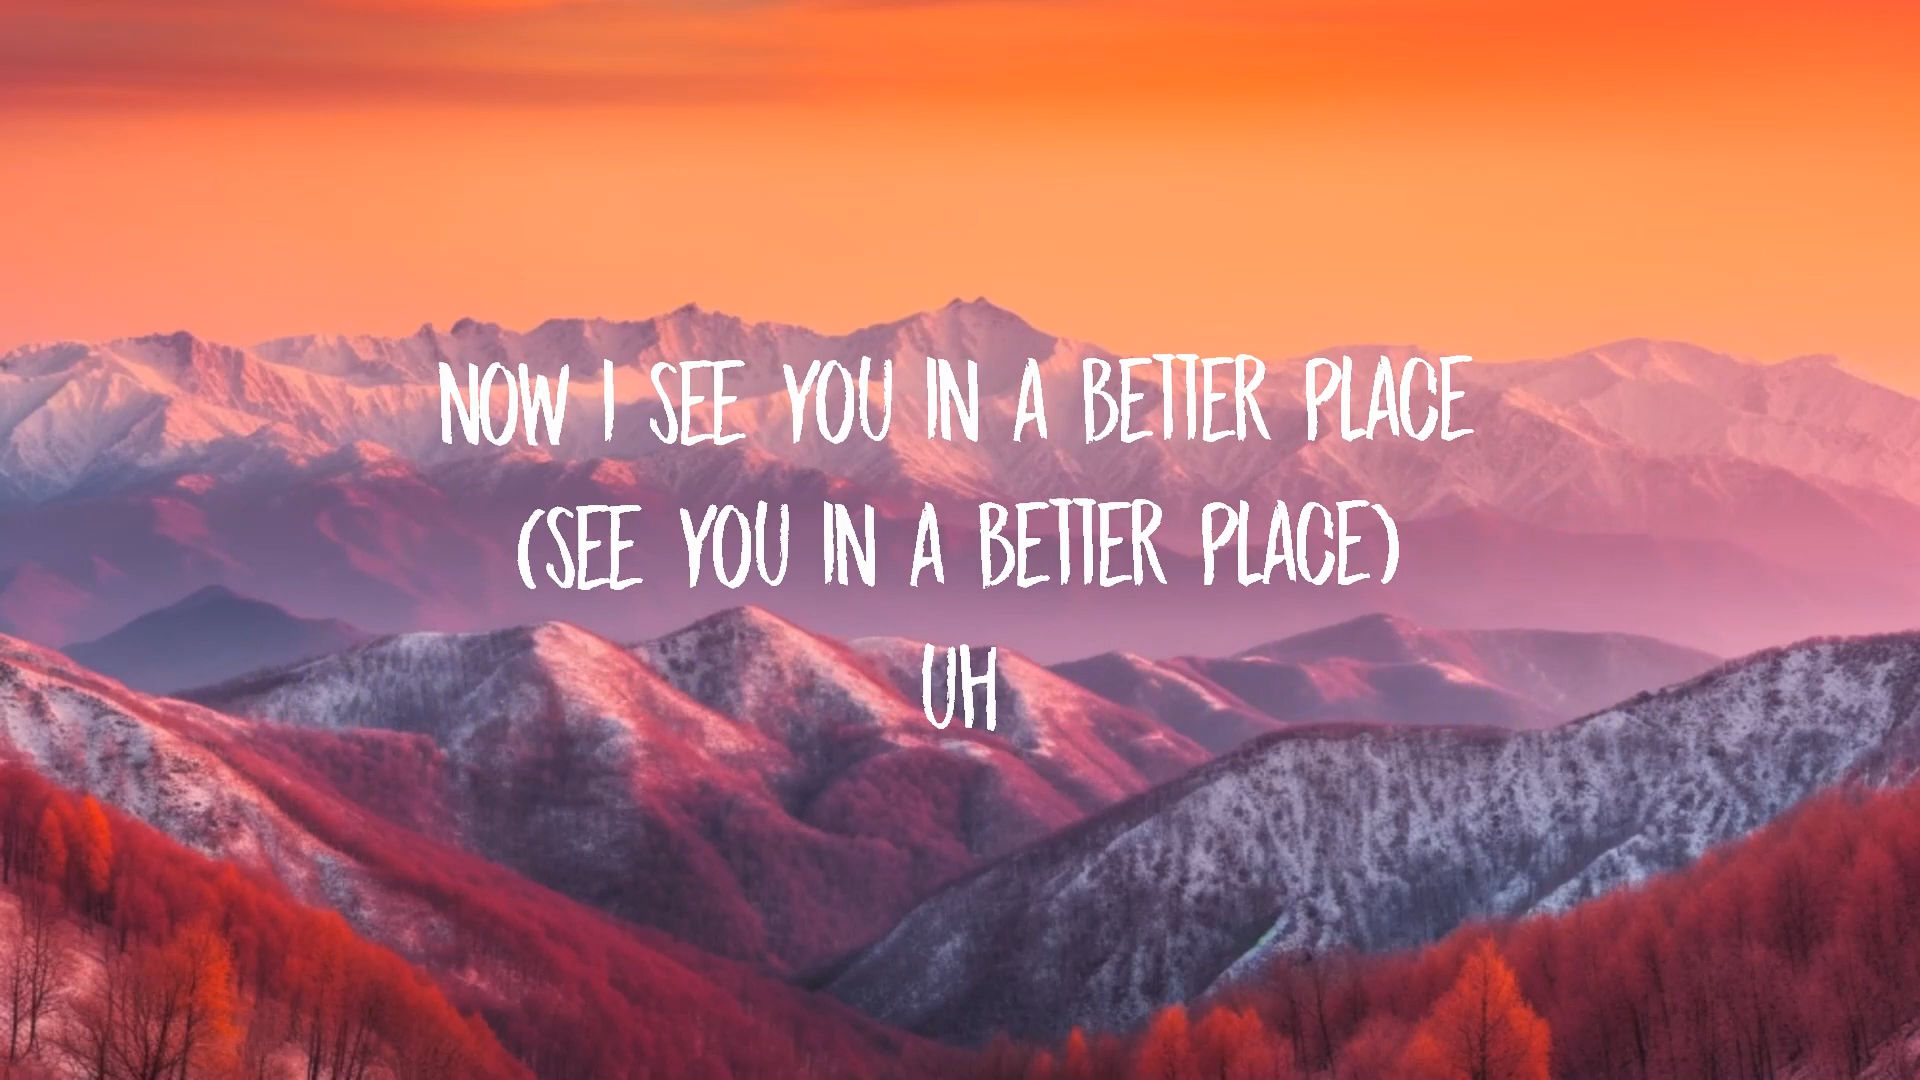 NOW I SEE YOU IN A BETTER PLACE
(SEE YOU IN A BETTER PLACE)
UH